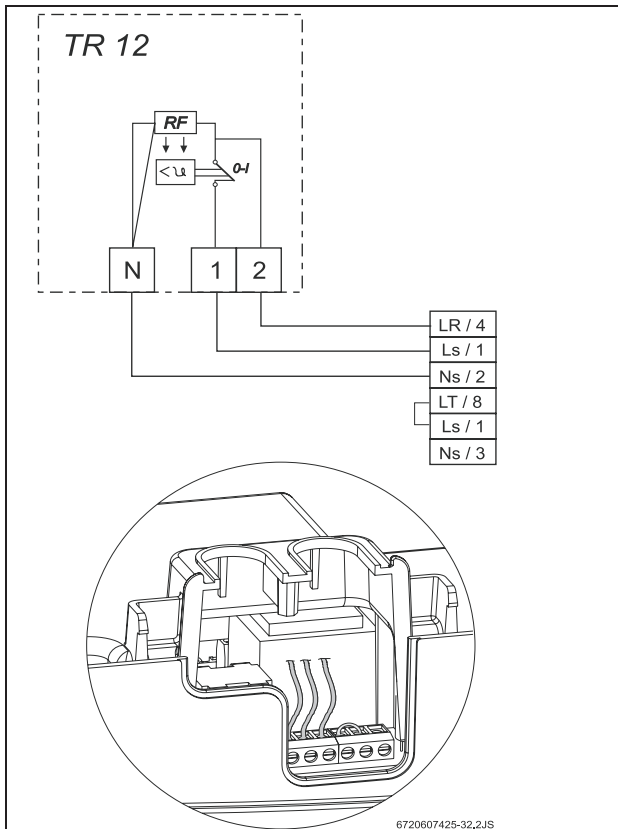 TR 12
RF
< ϑ
0-I
N 1 2
LR / 4
Ls / 1
Ns / 2
LT / 8
Ls / 1
Ns / 3
6720607425-32.2JS